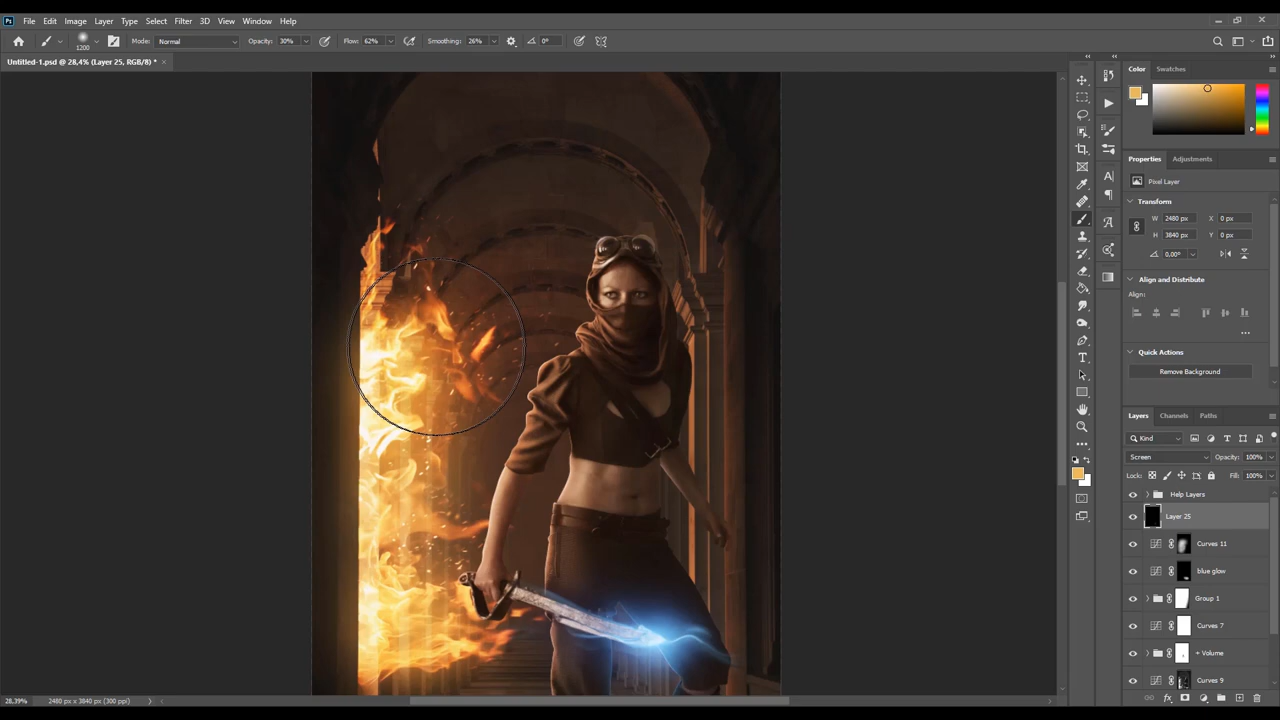 Ps File Edit Image Layer Type Select Filter 3D View Window Help
1200 Mode: Normal Opacity: 30% Flow: 62% Smoothing: 26% 0°
Untitled-1.psd @ 28,4% (Layer 25, RGB/8) * ×
Color Swatches
Properties Adjustments
Pixel Layer
Transform
W 2480 px X 0 px
H 3840 px Y 0 px
0,00°
Align and Distribute
Align:
Quick Actions
Remove Background
Layers Channels Paths
Kind
Screen Opacity: 100%
Lock: Fill: 100%
Help Layers
Layer 25
Curves 11
blue glow
Group 1
Curves 7
+ Volume
Curves 9
28,39% 2480 px x 3840 px (300 ppi)